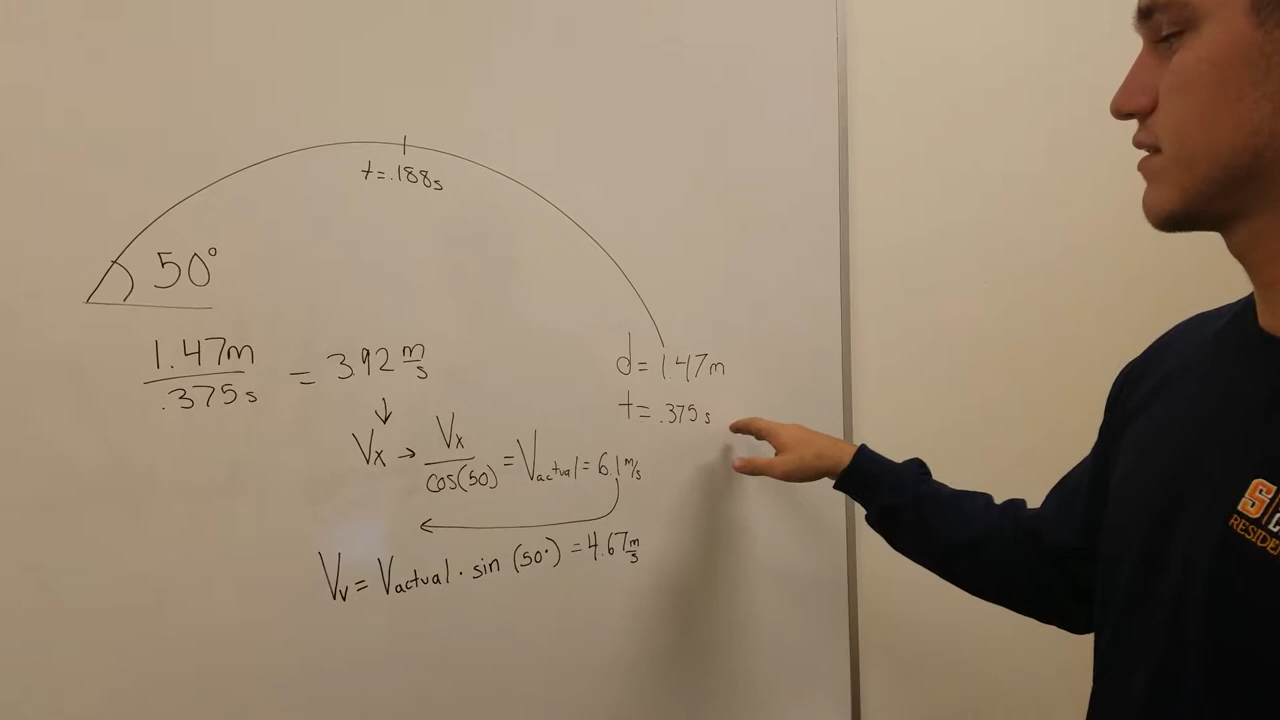 t=.188s
50°
1.47m
.375s
= 3.92 m/s
d= 1.47m
t= .375s
↓
Vx → Vx/cos(50) = Vactual = 6.1 m/s
Vv = Vactual · sin (50°) = 4.67 m/s
S
RESIDE